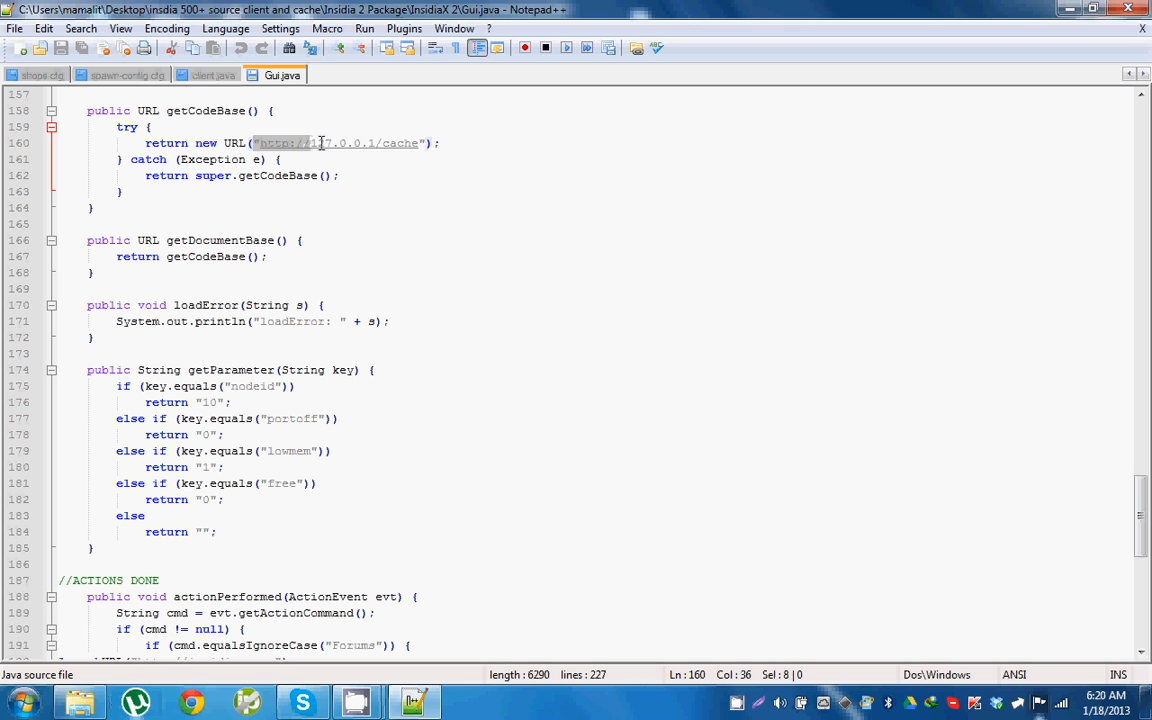 C:\Users\mamalit\Desktop\insdia 500+ source client and cache\Insidia 2 Package\InsidiaX 2\Gui.java - Notepad++
File Edit Search View Encoding Language Settings Macro Run Plugins Window ? X
shops.cfg spawn-config.cfg client.java Gui.java
157
158 public URL getCodeBase() {
159 try {
160 return new URL("http://127.0.0.1/cache");
161 } catch (Exception e) {
162 return super.getCodeBase();
163 }
164 }
165
166 public URL getDocumentBase() {
167 return getCodeBase();
168 }
169
170 public void loadError(String s) {
171 System.out.println("loadError: " + s);
172 }
173
174 public String getParameter(String key) {
175 if (key.equals("nodeid"))
176 return "10";
177 else if (key.equals("portoff"))
178 return "0";
179 else if (key.equals("lowmem"))
180 return "1";
181 else if (key.equals("free"))
182 return "0";
183 else
184 return "";
185 }
186
187 //ACTIONS DONE
188 public void actionPerformed(ActionEvent evt) {
189 String cmd = evt.getActionCommand();
190 if (cmd != null) {
191 if (cmd.equalsIgnoreCase("Forums")) {
Java source file length : 6290 lines : 227 Ln : 160 Col : 36 Sel : 8 | 0 Dos\Windows ANSI INS
6:20 AM
1/18/2013